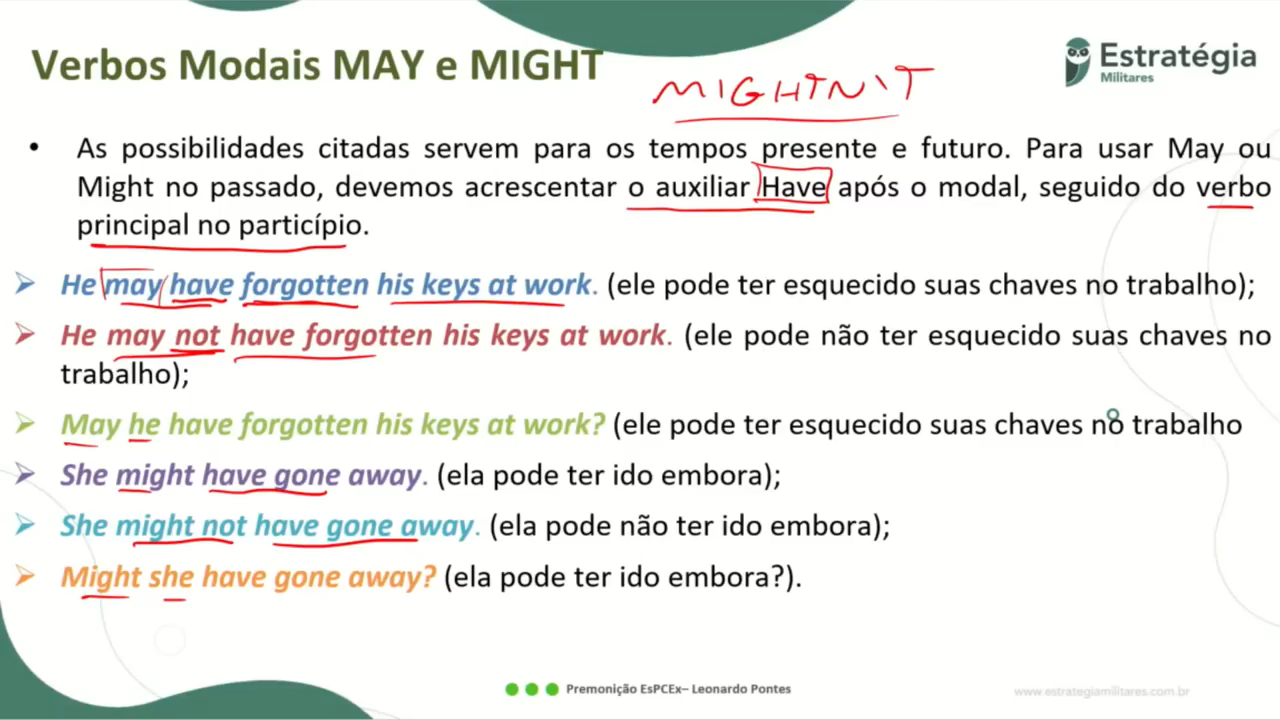 Verbos Modais MAY e MIGHT
Estratégia
Militares
MIGHTN'T
• As possibilidades citadas servem para os tempos presente e futuro. Para usar May ou
Might no passado, devemos acrescentar o auxiliar Have após o modal, seguido do verbo
principal no particípio.
➢ He may have forgotten his keys at work. (ele pode ter esquecido suas chaves no trabalho);
➢ He may not have forgotten his keys at work. (ele pode não ter esquecido suas chaves no
trabalho);
➢ May he have forgotten his keys at work? (ele pode ter esquecido suas chaves no trabalho
➢ She might have gone away. (ela pode ter ido embora);
➢ She might not have gone away. (ela pode não ter ido embora);
➢ Might she have gone away? (ela pode ter ido embora?).
Premonição EsPCEx– Leonardo Pontes
www.estrategiamilitares.com.br